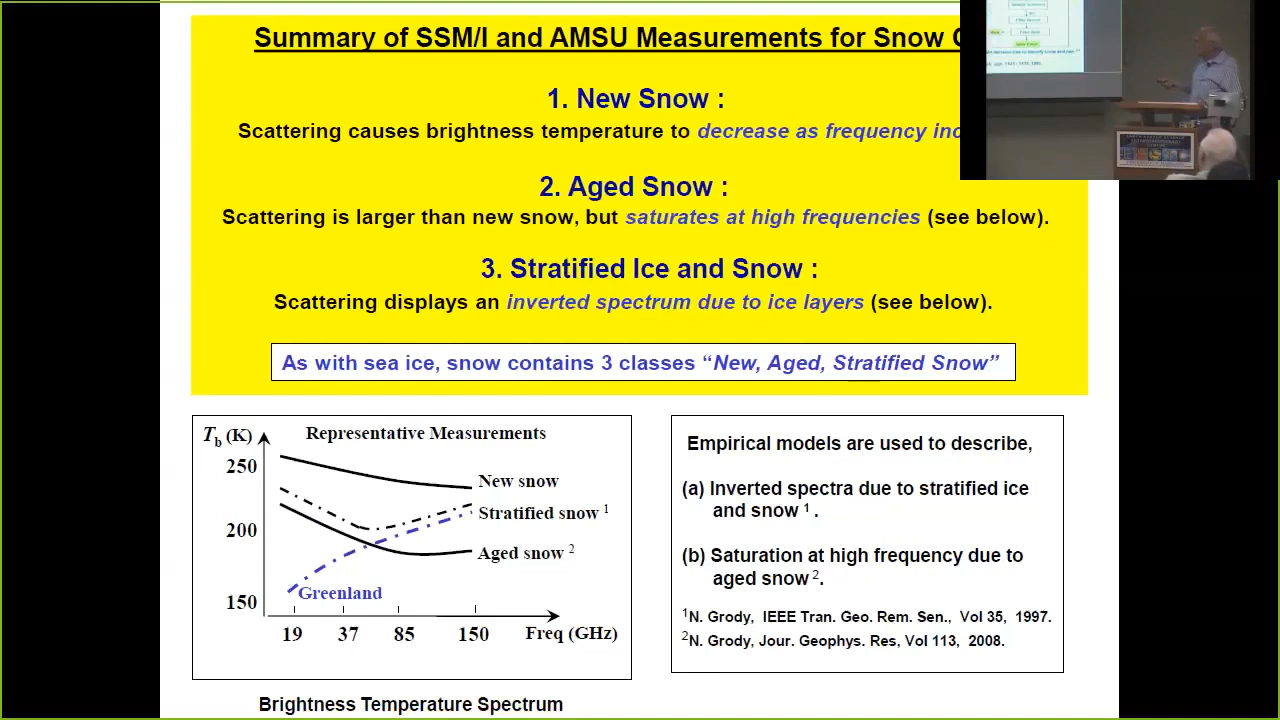 Summary of SSM/I and AMSU Measurements for Snow
1. New Snow :
Scattering causes brightness temperature to decrease as frequency
2. Aged Snow :
Scattering is larger than new snow, but saturates at high frequencies (see below).
3. Stratified Ice and Snow :
Scattering displays an inverted spectrum due to ice layers (see below).
As with sea ice, snow contains 3 classes “New, Aged, Stratified Snow”
Tb (K)
Representative Measurements
250
New snow
Stratified snow 1
200
Aged snow 2
Greenland
150
19 37 85 150 Freq (GHz)
Brightness Temperature Spectrum
Empirical models are used to describe,
(a) Inverted spectra due to stratified ice
and snow 1 .
(b) Saturation at high frequency due to
aged snow 2.
1N. Grody, IEEE Tran. Geo. Rem. Sen., Vol 35, 1997.
2N. Grody, Jour. Geophys. Res, Vol 113, 2008.